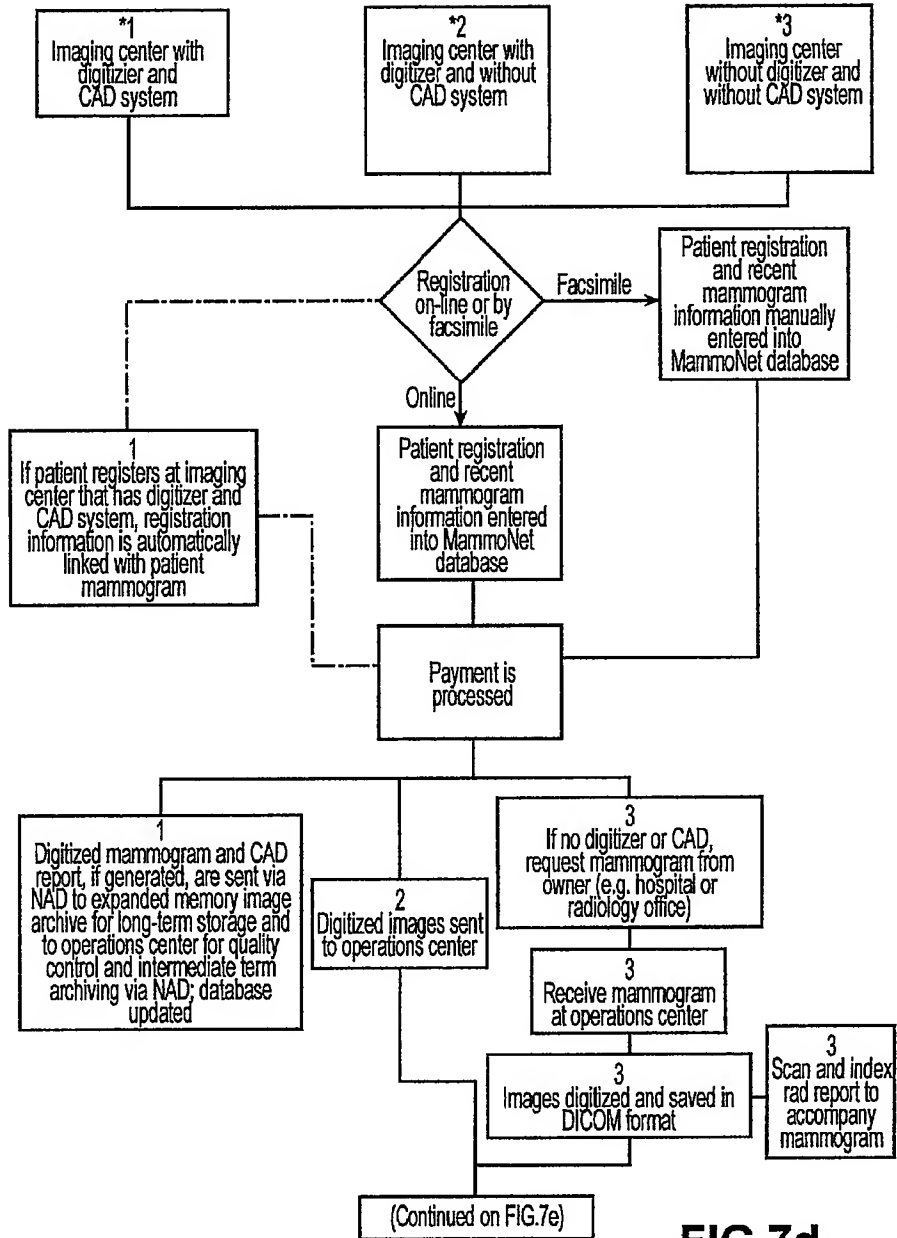 *1
Imaging center with
digitizier and
CAD system
*2
Imaging center with
digitizer and without
CAD system
*3
Imaging center
without digitizer and
without CAD system
Registration
on-line or by
facsimile
Facsimile
Patient registration
and recent
mammogram
information manually
entered into
MammoNet database
Online
1
If patient registers at imaging
center that has digitizer and
CAD system, registration
information is automatically
linked with patient
mammogram
Patient registration
and recent
mammogram
information entered
into MammoNet
database
Payment is
processed
1
Digitized mammogram and CAD
report, if generated, are sent via
NAD to expanded memory image
archive for long-term storage and
to operations center for quality
control and intermediate term
archiving via NAD; database
updated
2
Digitized images sent
to operations center
3
If no digitizer or CAD,
request mammogram from
owner (e.g. hospital or
radiology office)
3
Receive mammogram
at operations center
3
Images digitized and saved in
DICOM format
3
Scan and index
rad report to
accompany
mammogram
(Continued on FIG.7e)
FIG.7d